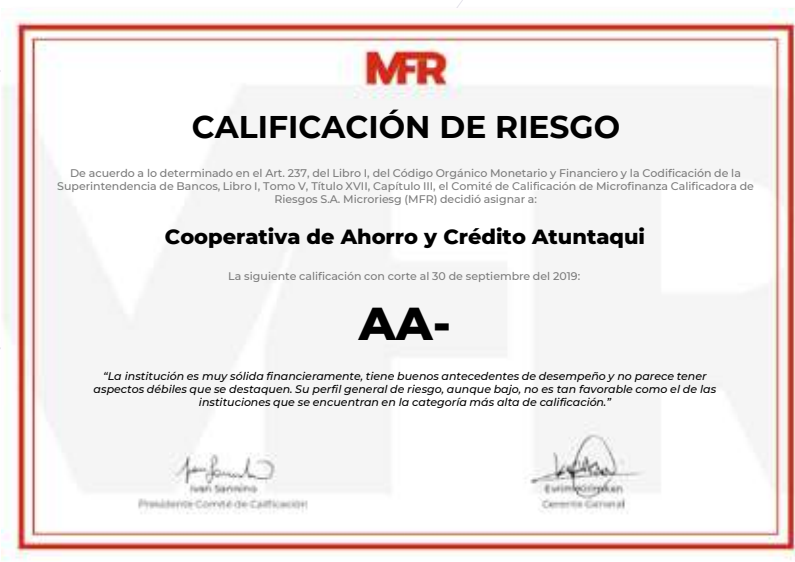 MFR
CALIFICACIÓN DE RIESGO
De acuerdo a lo determinado en el Art. 237, del Libro I, del Código Orgánico Monetario y Financiero y la Codificación de la
Superintendencia de Bancos, Libro I, Tomo V, Título XVII, Capítulo III, el Comité de Calificación de Microfinanza Calificadora de
Riesgos S.A. Microriesg (MFR) decidió asignar a:
Cooperativa de Ahorro y Crédito Atuntaqui
La siguiente calificación con corte al 30 de septiembre del 2019:
AA-
“La institución es muy sólida financieramente, tiene buenos antecedentes de desempeño y no parece tener
aspectos débiles que se destaquen. Su perfil general de riesgo, aunque bajo, no es tan favorable como el de las
instituciones que se encuentran en la categoría más alta de calificación.”
Ivan Sannino
Presidente Comité de Calificación
Gerente General